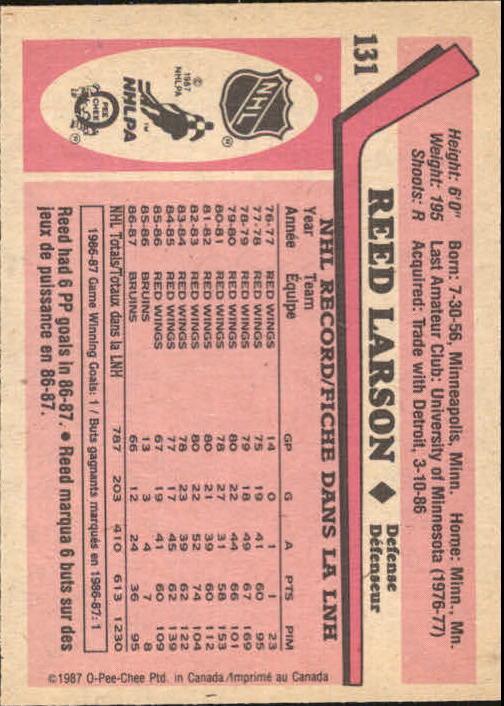 131
Height: 6'0" Born: 7-30-56, Minneapolis, Minn. Home: Minn., Mn.
Weight: 195 Last Amateur Club: University of Minnesota (1976-77)
Shoots: R Acquired: Trade with Detroit, 3-10-86
REED LARSON ◆ Defense
Défenseur
NHL RECORD/FICHE DANS LA LNH
Year Team
Année Équipe GP G A PTS PIM
76-77 RED WINGS 14 0 1 1 23
77-78 RED WINGS 75 19 41 60 95
78-79 RED WINGS 79 18 49 67 169
79-80 RED WINGS 80 22 44 66 101
80-81 RED WINGS 78 27 31 58 153
81-82 RED WINGS 80 21 39 60 112
82-83 RED WINGS 80 22 52 74 104
83-84 RED WINGS 78 23 39 62 122
84-85 RED WINGS 77 17 45 62 139
85-86 RED WINGS 67 19 41 60 109
85-86 BRUINS 13 3 4 7 8
86-87 BRUINS 66 12 24 36 95
NHL Totals/Totaux dans la LNH 787 203 410 613 1230
1986-87 Game Winning Goals: 1 / Buts gagnants marqués en 1986-87: 1
Reed had 6 PP goals in 86-87. ● Reed marqua 6 buts sur des
jeux de puissance en 86-87.
NHL
®
© 1987
NHLPA
TM
NHLPA
O PEE CHEE
®
©1987 O-Pee-Chee Ptd. in Canada/Imprimé au Canada